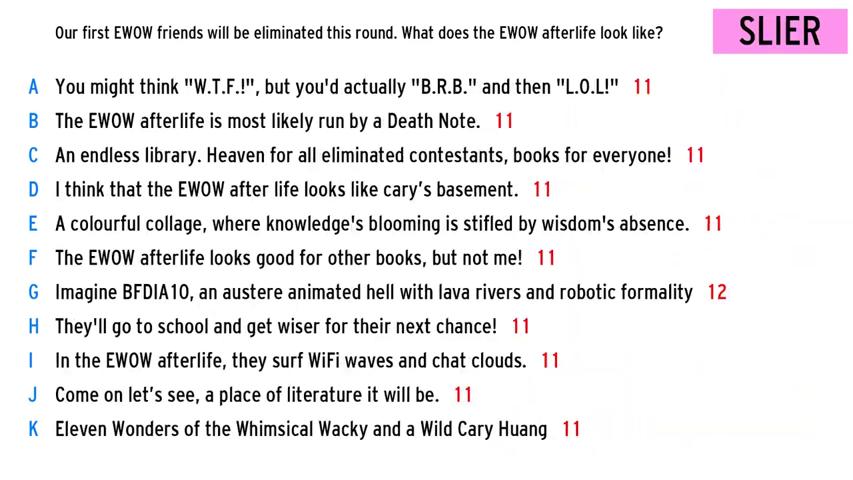 Our first EWOW friends will be eliminated this round. What does the EWOW afterlife look like?
SLIER
A You might think "W.T.F.!", but you'd actually "B.R.B." and then "L.O.L!" 11
B The EWOW afterlife is most likely run by a Death Note. 11
C An endless library. Heaven for all eliminated contestants, books for everyone! 11
D I think that the EWOW after life looks like cary’s basement. 11
E A colourful collage, where knowledge's blooming is stifled by wisdom's absence. 11
F The EWOW afterlife looks good for other books, but not me! 11
G Imagine BFDIA10, an austere animated hell with lava rivers and robotic formality 12
H They'll go to school and get wiser for their next chance! 11
I In the EWOW afterlife, they surf WiFi waves and chat clouds. 11
J Come on let’s see, a place of literature it will be. 11
K Eleven Wonders of the Whimsical Wacky and a Wild Cary Huang 11